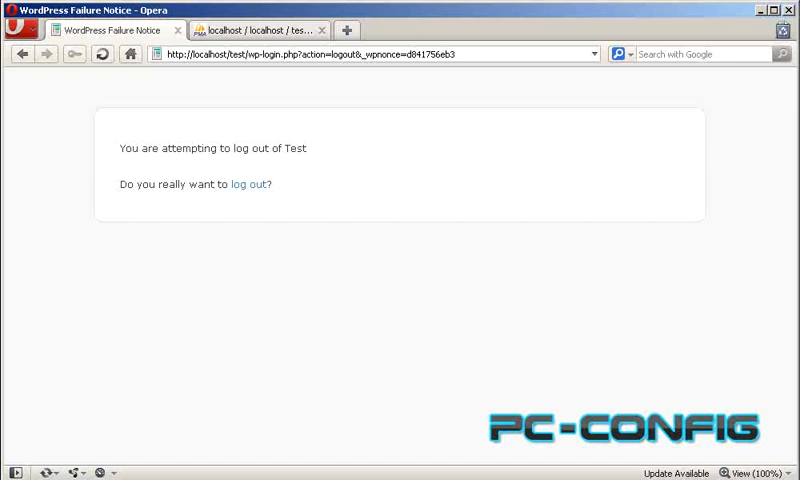 WordPress Failure Notice - Opera
WordPress Failure Notice
localhost / localhost / tes...
http://localhost/test/wp-login.php?action=logout&_wpnonce=d841756eb3
Search with Google
You are attempting to log out of Test
Do you really want to log out?
PC-CONFIG
Update Available
View (100%)